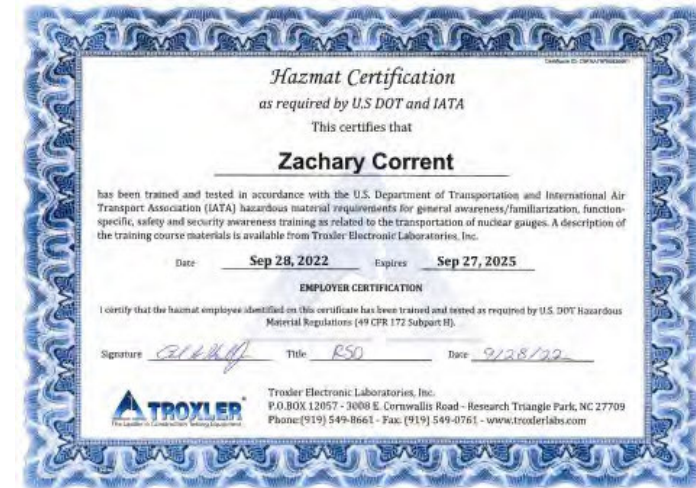 Hazmat Certification
as required by U.S DOT and IATA
This certifies that
Zachary Corrent
has been trained and tested in accordance with the U.S. Department of Transportation and International Air
Transport Association (IATA) hazardous material requirements for general awareness/familiarization, function-
specific, safety and security awareness training as related to the transportation of nuclear gauges. A description of
the training course materials is available from Troxler Electronic Laboratories, Inc.
Date Sep 28, 2022 Expires Sep 27, 2025
EMPLOYER CERTIFICATION
I certify that the hazmat employee identified on this certificate has been trained and tested as required by U.S. DOT Hazardous
Material Regulations (49 CFR 172 Subpart H).
Signature Title RSO Date 9/28/22
TROXLER
The Leader in Construction Testing Equipment
Troxler Electronic Laboratories, Inc.
P.O.BOX 12057 - 3008 E. Cornwallis Road - Research Triangle Park, NC 27709
Phone: (919) 549-8661 - Fax: (919) 549-0761 - www.troxlerlabs.com